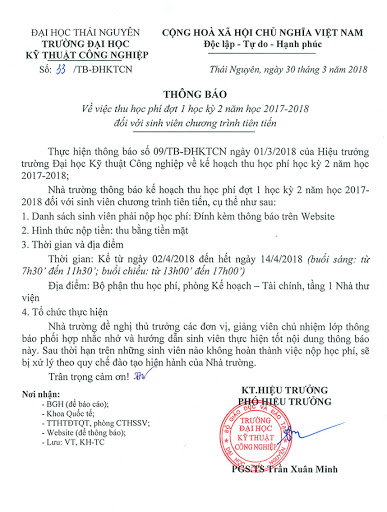 ĐẠI HỌC THÁI NGUYÊN
TRƯỜNG ĐẠI HỌC
KỸ THUẬT CÔNG NGHIỆP
Số: 33 /TB-ĐHKTCN
CỘNG HOÀ XÃ HỘI CHỦ NGHĨA VIỆT NAM
Độc lập - Tự do - Hạnh phúc
Thái Nguyên, ngày 30 tháng 3 năm 2018
THÔNG BÁO
Về việc thu học phí đợt 1 học kỳ 2 năm học 2017-2018
đối với sinh viên chương trình tiên tiến
Thực hiện thông báo số 09/TB-ĐHKTCN ngày 01/3/2018 của Hiệu trưởng
trường Đại học Kỹ thuật Công nghiệp về kế hoạch thu học phí học kỳ 2 năm học
2017-2018;
Nhà trường thông báo kế hoạch thu học phí đợt 1 học kỳ 2 năm học 2017-
2018 đối với sinh viên chương trình tiên tiến, cụ thể như sau:
1. Danh sách sinh viên phải nộp học phí: Đính kèm thông báo trên Website
2. Hình thức nộp tiền: thu bằng tiền mặt
3. Thời gian và địa điểm
Thời gian: Kể từ ngày 02/4/2018 đến hết ngày 14/4/2018 (buổi sáng: từ
7h30’ đến 11h30’; buổi chiều: từ 13h00’ đến 17h00’)
Địa điểm: Bộ phận thu học phí, phòng Kế hoạch – Tài chính, tầng 1 Nhà thư
viện
4. Tổ chức thực hiện
Nhà trường đề nghị thủ trưởng các đơn vị, giảng viên chủ nhiệm lớp thông
báo phối hợp nhắc nhở và hướng dẫn sinh viên thực hiện tốt nội dung thông báo
này. Sau thời hạn trên những sinh viên nào không hoàn thành việc nộp học phí, sẽ
bị xử lý theo quy chế đào tạo hiện hành của Nhà trường.
Trân trọng cảm ơn!
Nơi nhận:
- BGH (để báo cáo);
- Khoa Quốc tế;
- TTHTĐTQT, phòng CTHSSV;
- Website (để thông báo);
- Lưu: VT, KH-TC
KT.HIỆU TRƯỞNG
PHÓ HIỆU TRƯỞNG
TRƯỜNG
ĐẠI HỌC
KỸ THUẬT
CÔNG NGHIỆP
PGS.TS Trần Xuân Minh